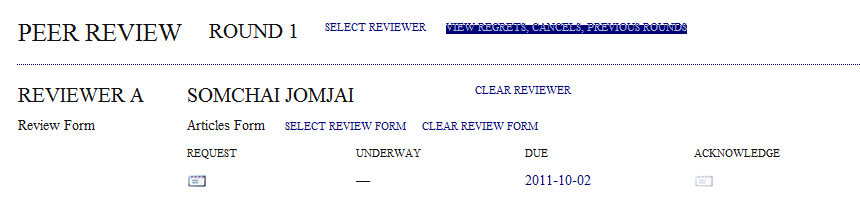 PEER REVIEW ROUND 1 SELECT REVIEWER VIEW REGRETS, CANCELS, PREVIOUS ROUNDS
REVIEWER A SOMCHAI JOMJAI CLEAR REVIEWER
Review Form Articles Form SELECT REVIEW FORM CLEAR REVIEW FORM
REQUEST UNDERWAY DUE ACKNOWLEDGE
— 2011-10-02